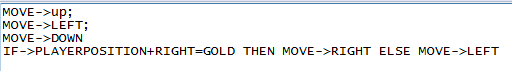 MOVE->up;
MOVE->LEFT;
MOVE->DOWN
IF->PLAYERPOSITION+RIGHT=GOLD THEN MOVE->RIGHT ELSE MOVE->LEFT